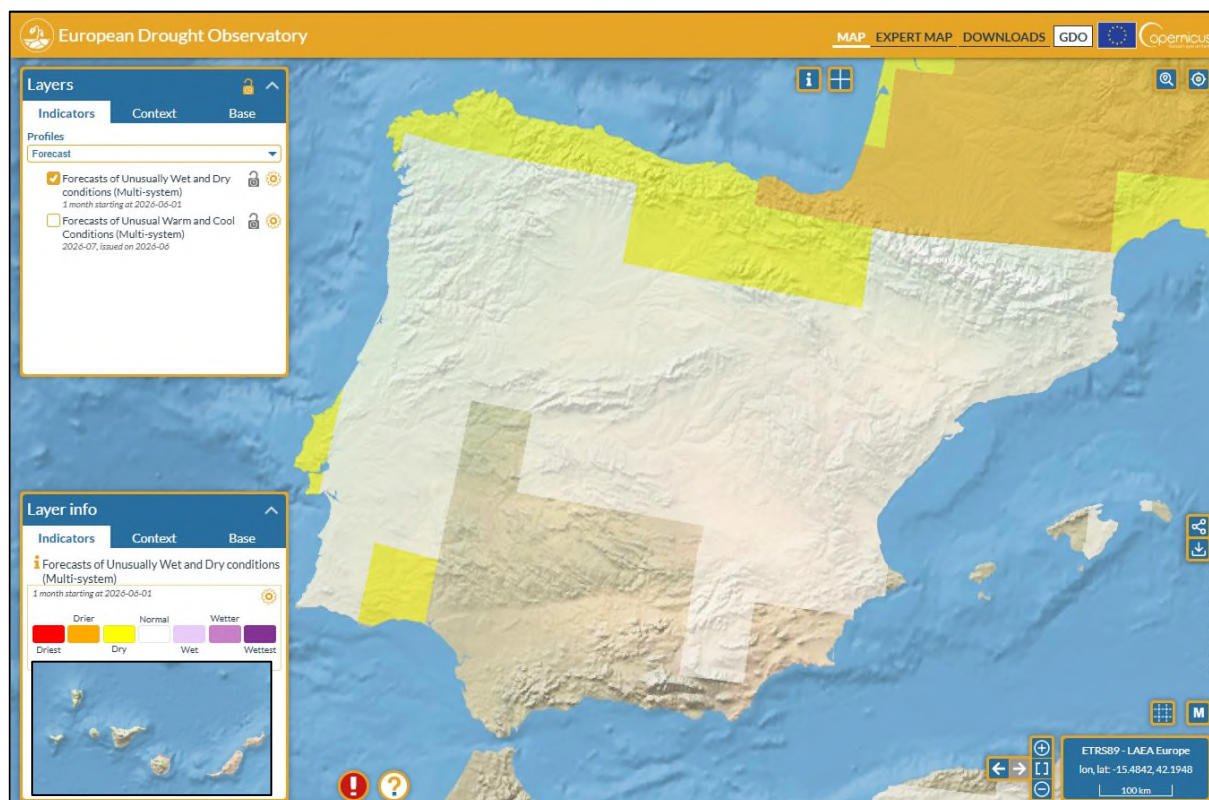 European Drought Observatory
MAP EXPERT MAP DOWNLOADS GDO
opernicus
Layers
Indicators Context Base
Profiles
Forecast
Forecasts of Unusually Wet and Dry
conditions (Multi-system)
1 month starting at 2026-06-01
Forecasts of Unusual Warm and Cool
Conditions (Multi-system)
2026-07, issued on 2026-06
Layer info
Indicators Context Base
Forecasts of Unusually Wet and Dry conditions
(Multi-system)
1 month starting at 2026-06-01
Drier Normal Wetter
Driest Dry Wet Wettest
M
ETRS89 - LAEA Europe
lon, lat: -15.4842, 42.1948
100 km